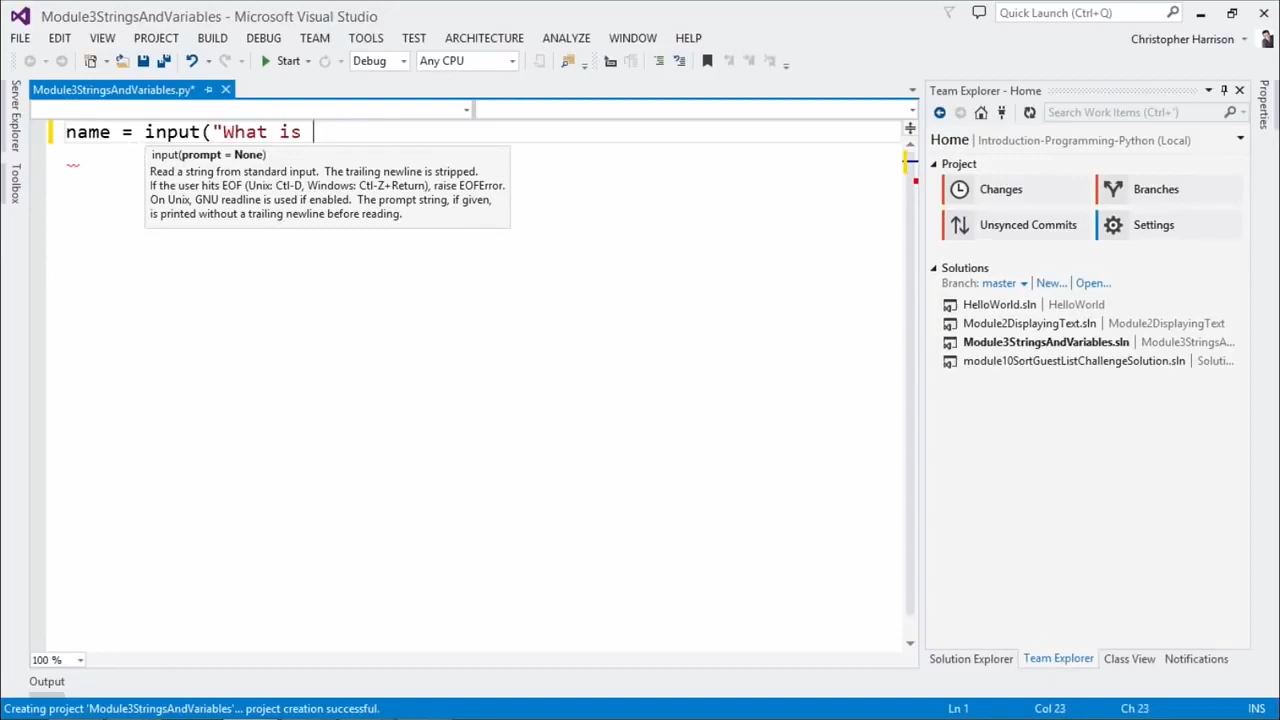 Module3StringsAndVariables - Microsoft Visual Studio
Quick Launch (Ctrl+Q)
FILE EDIT VIEW PROJECT BUILD DEBUG TEAM TOOLS TEST ARCHITECTURE ANALYZE WINDOW HELP
Christopher Harrison
Start Debug Any CPU
Server Explorer
Toolbox
Module3StringsAndVariables.py*
name = input("What is
input(prompt = None)
Read a string from standard input. The trailing newline is stripped.
If the user hits EOF (Unix: Ctl-D, Windows: Ctl-Z+Return), raise EOFError.
On Unix, GNU readline is used if enabled. The prompt string, if given,
is printed without a trailing newline before reading.
100 %
Output
Team Explorer - Home
Search Work Items (Ctrl+')
Home | Introduction-Programming-Python (Local)
Project
Changes Branches
Unsynced Commits Settings
Solutions
Branch: master | New... | Open...
HelloWorld.sln | HelloWorld
Module2DisplayingText.sln | Module2DisplayingText
Module3StringsAndVariables.sln | Module3StringsA...
module10SortGuestListChallengeSolution.sln | Soluti...
Solution Explorer Team Explorer Class View Notifications
Properties
Creating project 'Module3StringsAndVariables'... project creation successful.
Ln 1 Col 23 Ch 23 INS